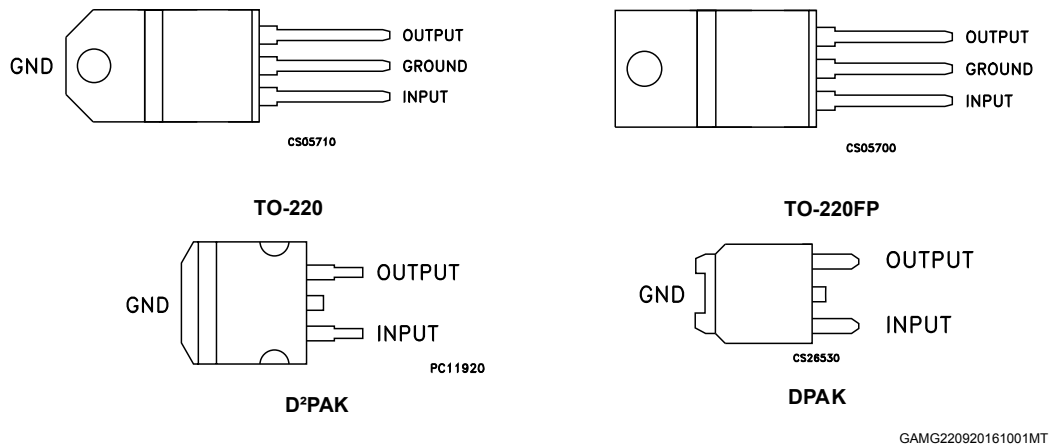 GND
OUTPUT
GROUND
INPUT
CS05710
TO-220
OUTPUT
GROUND
INPUT
CS05700
TO-220FP
GND
OUTPUT
INPUT
PC11920
D²PAK
GND
OUTPUT
INPUT
CS26530
DPAK
GAMG220920161001MT